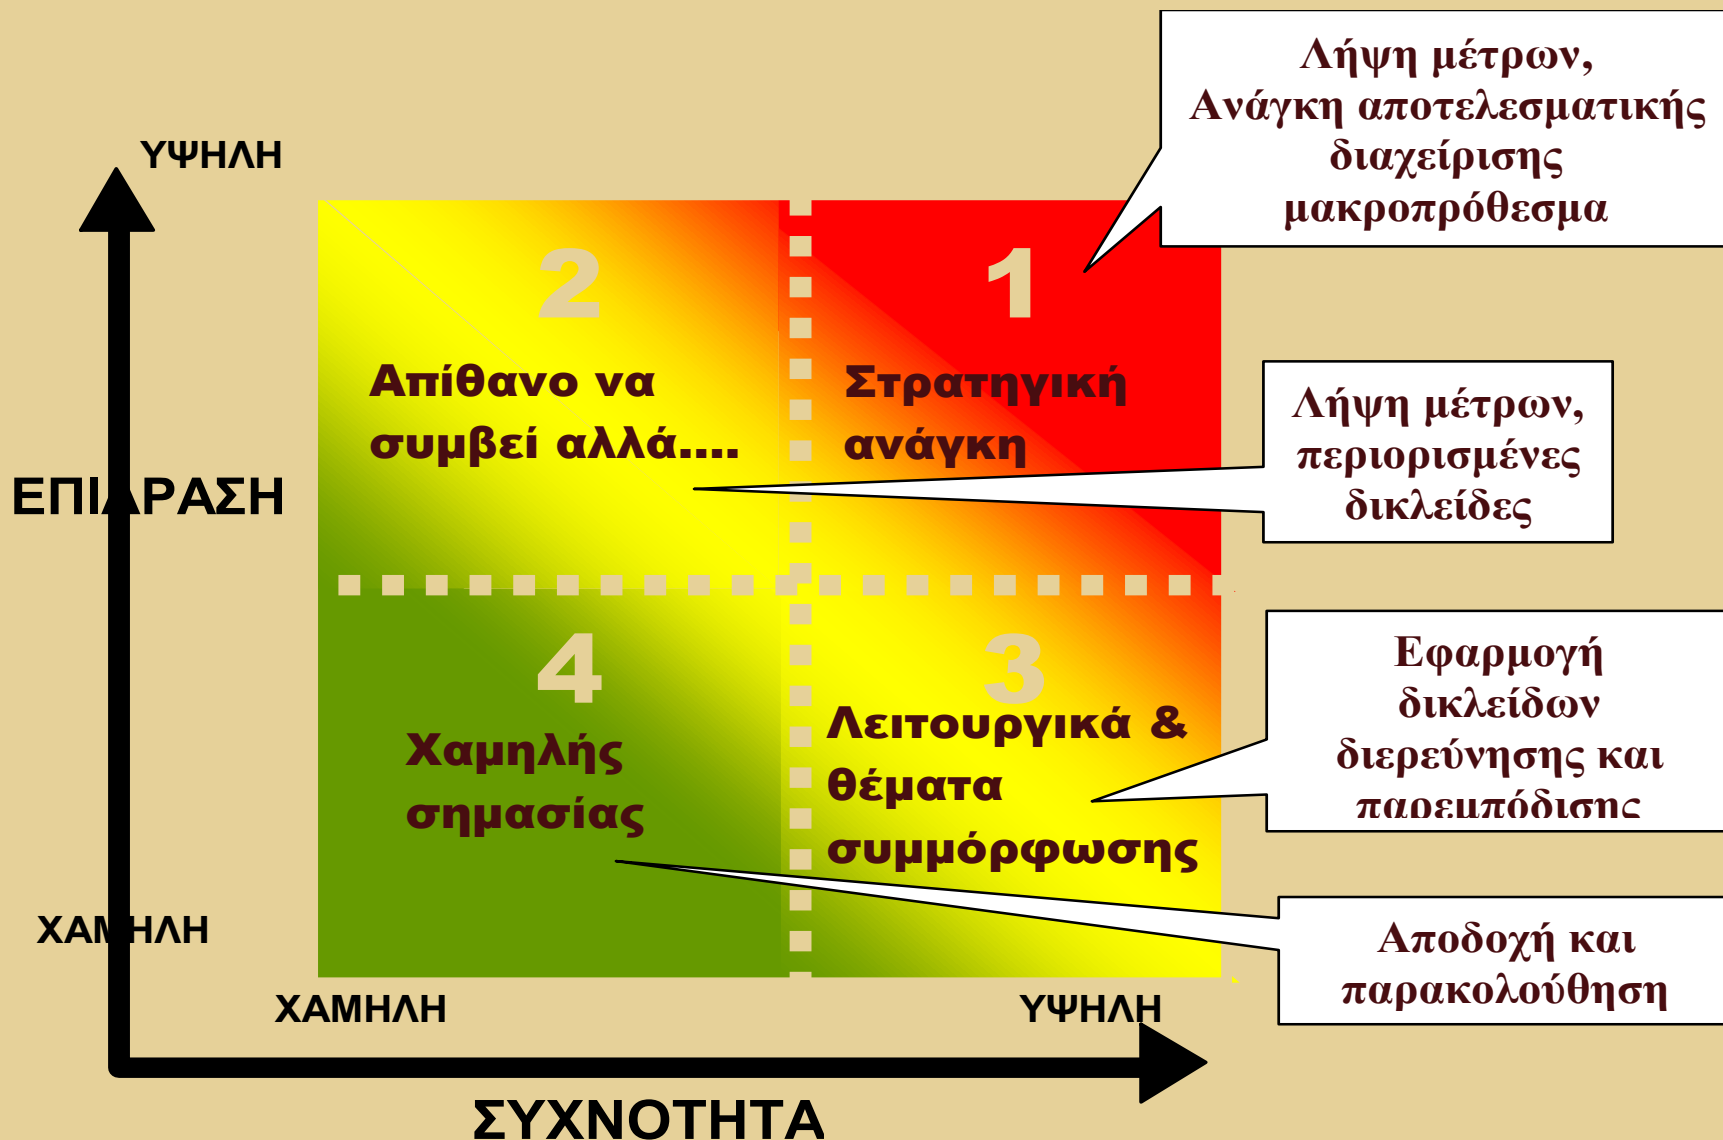 Λήψη μέτρων,
Ανάγκη αποτελεσματικής
διαχείρισης
μακροπρόθεσμα
ΥΨΗΛΗ
2
1
Απίθανο να
συμβεί αλλά....
Στρατηγική
ανάγκη
Λήψη μέτρων,
περιορισμένες
δικλείδες
ΕΠΙΔΡΑΣΗ
4
3
Χαμηλής
σημασίας
Λειτουργικά &
θέματα
συμμόρφωσης
Εφαρμογή
δικλείδων
διερεύνησης και
παρεμπόδισης
ΧΑΜΗΛΗ
Αποδοχή και
παρακολούθηση
ΧΑΜΗΛΗ
ΥΨΗΛΗ
ΣΥΧΝΟΤΗΤΑ